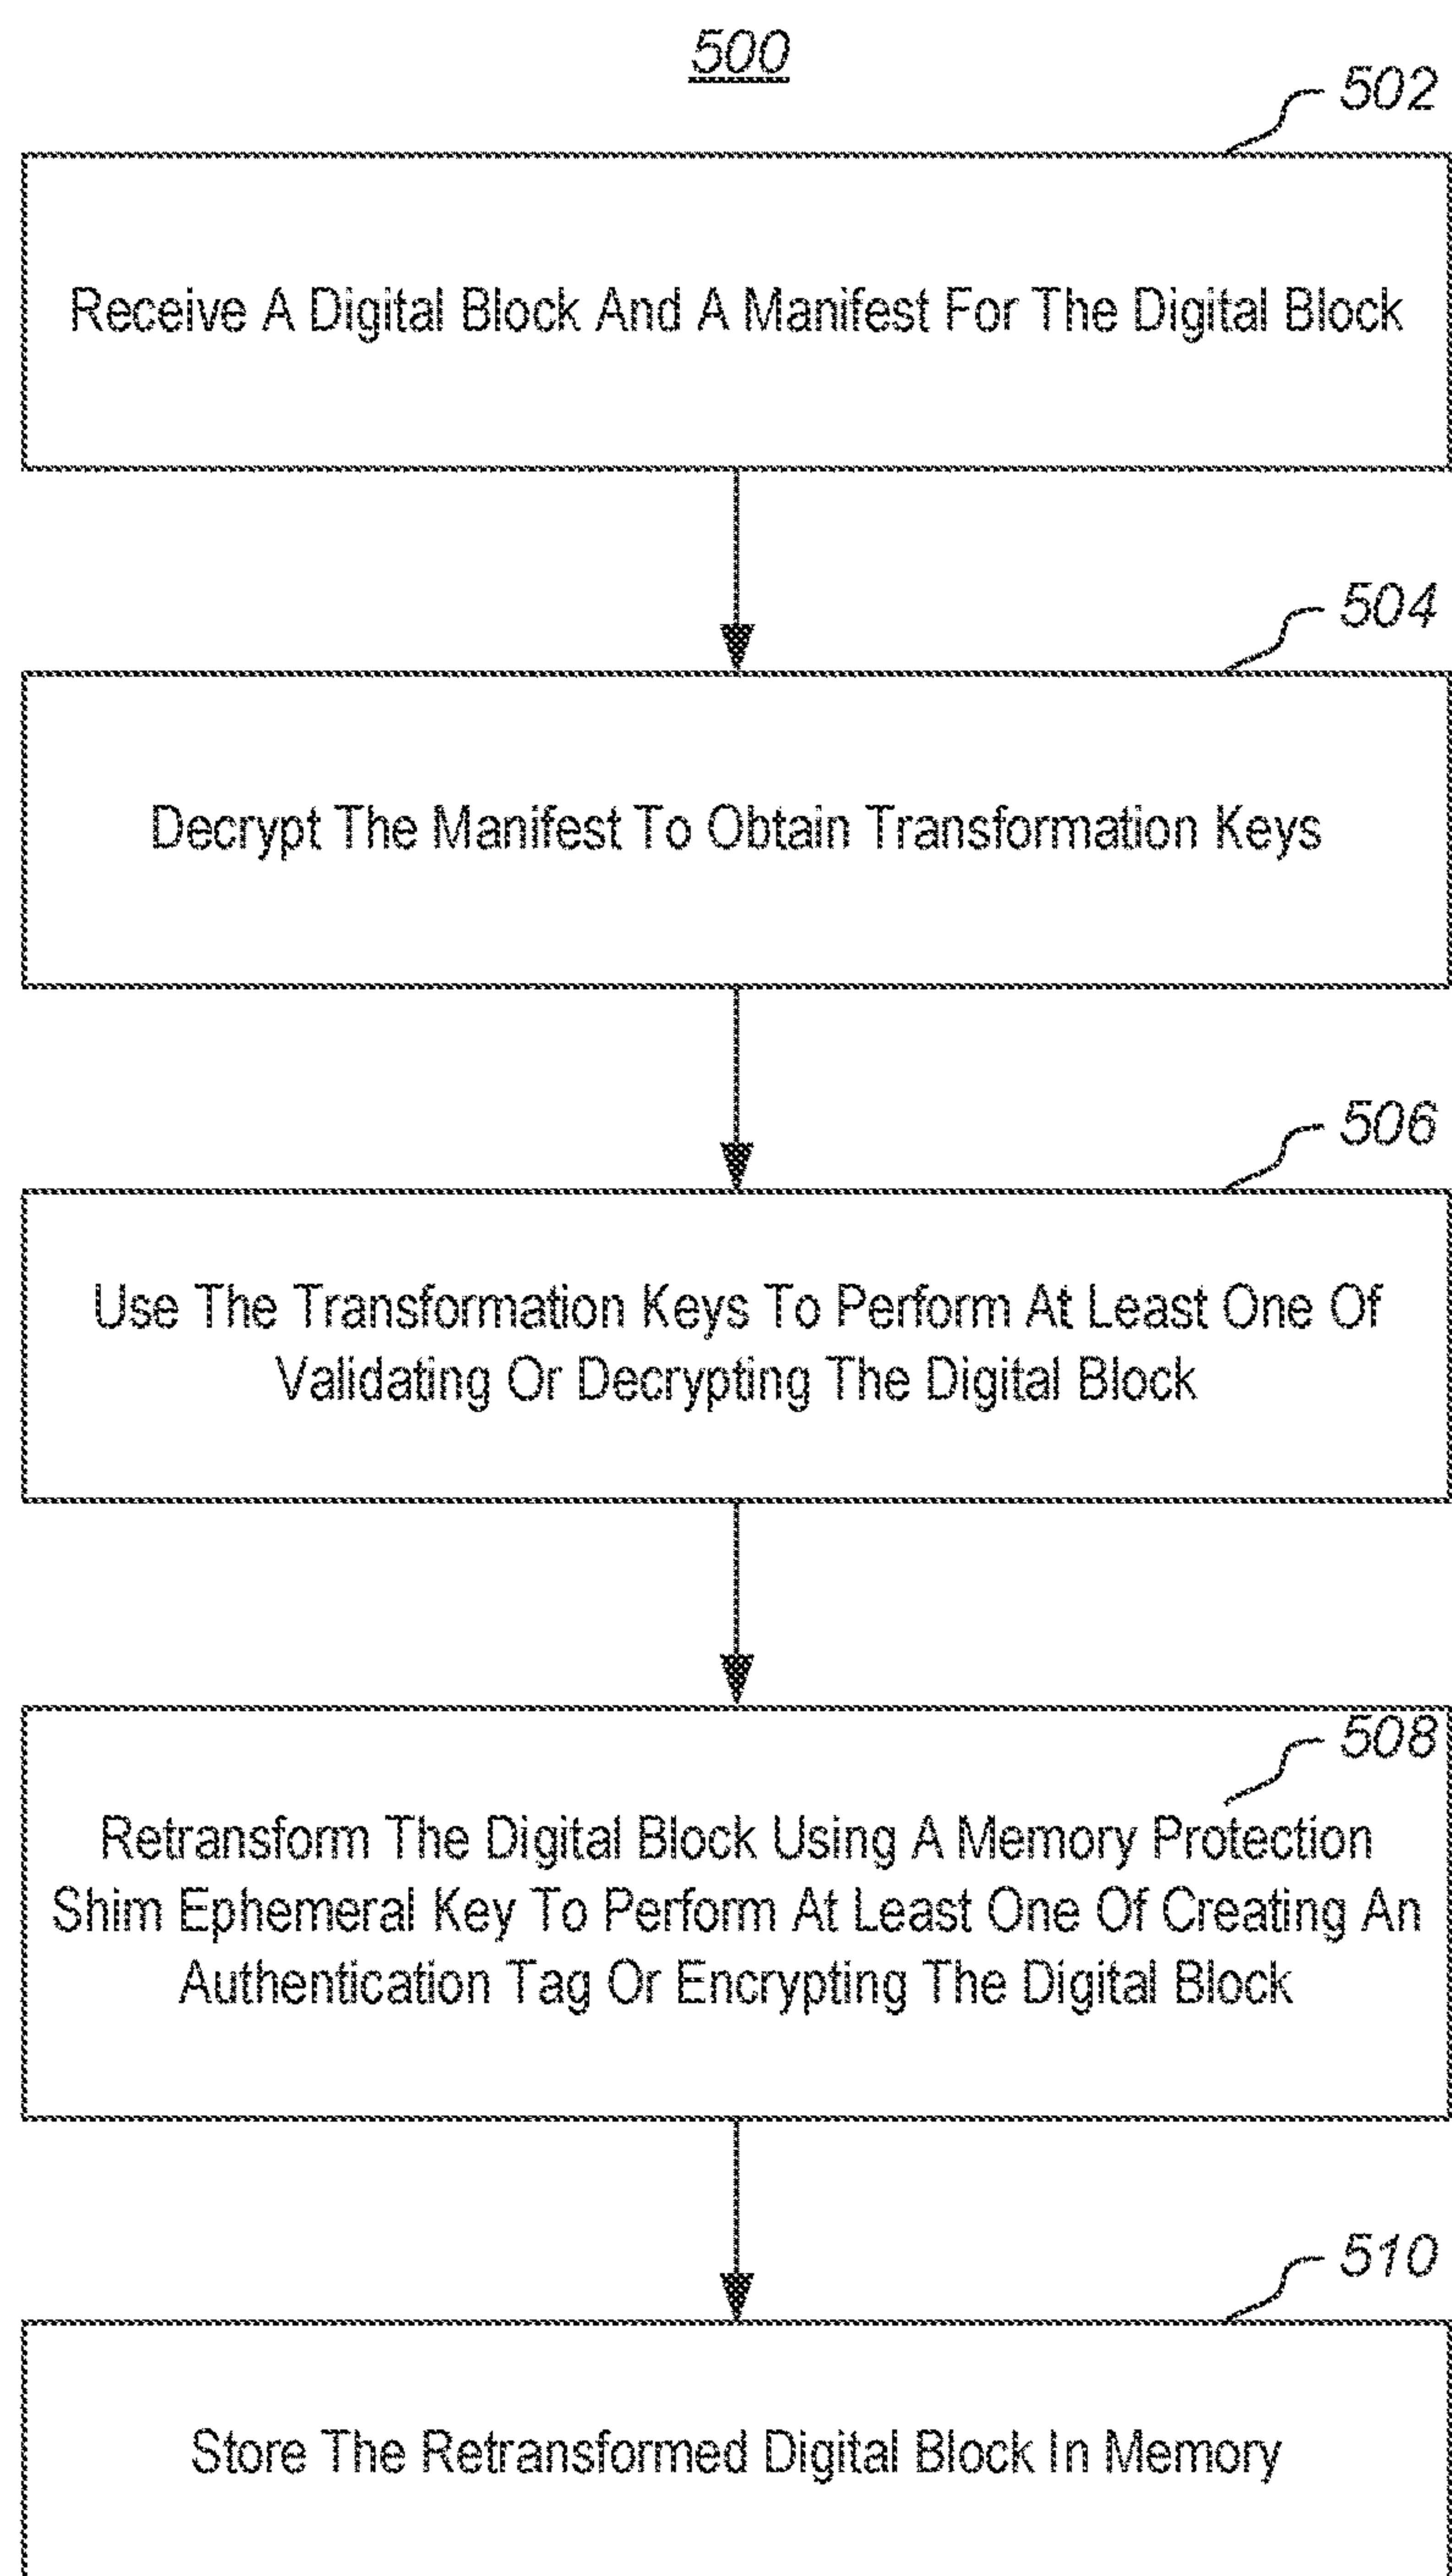 500
502
Receive A Digital Block And A Manifest For The Digital Block
504
Decrypt The Manifest To Obtain Transformation Keys
506
Use The Transformation Keys To Perform At Least One Of
Validating Or Decrypting The Digital Block
508
Retransform The Digital Block Using A Memory Protection
Shim Ephemeral Key To Perform At Least One Of Creating An
Authentication Tag Or Encrypting The Digital Block
510
Store The Retransformed Digital Block In Memory